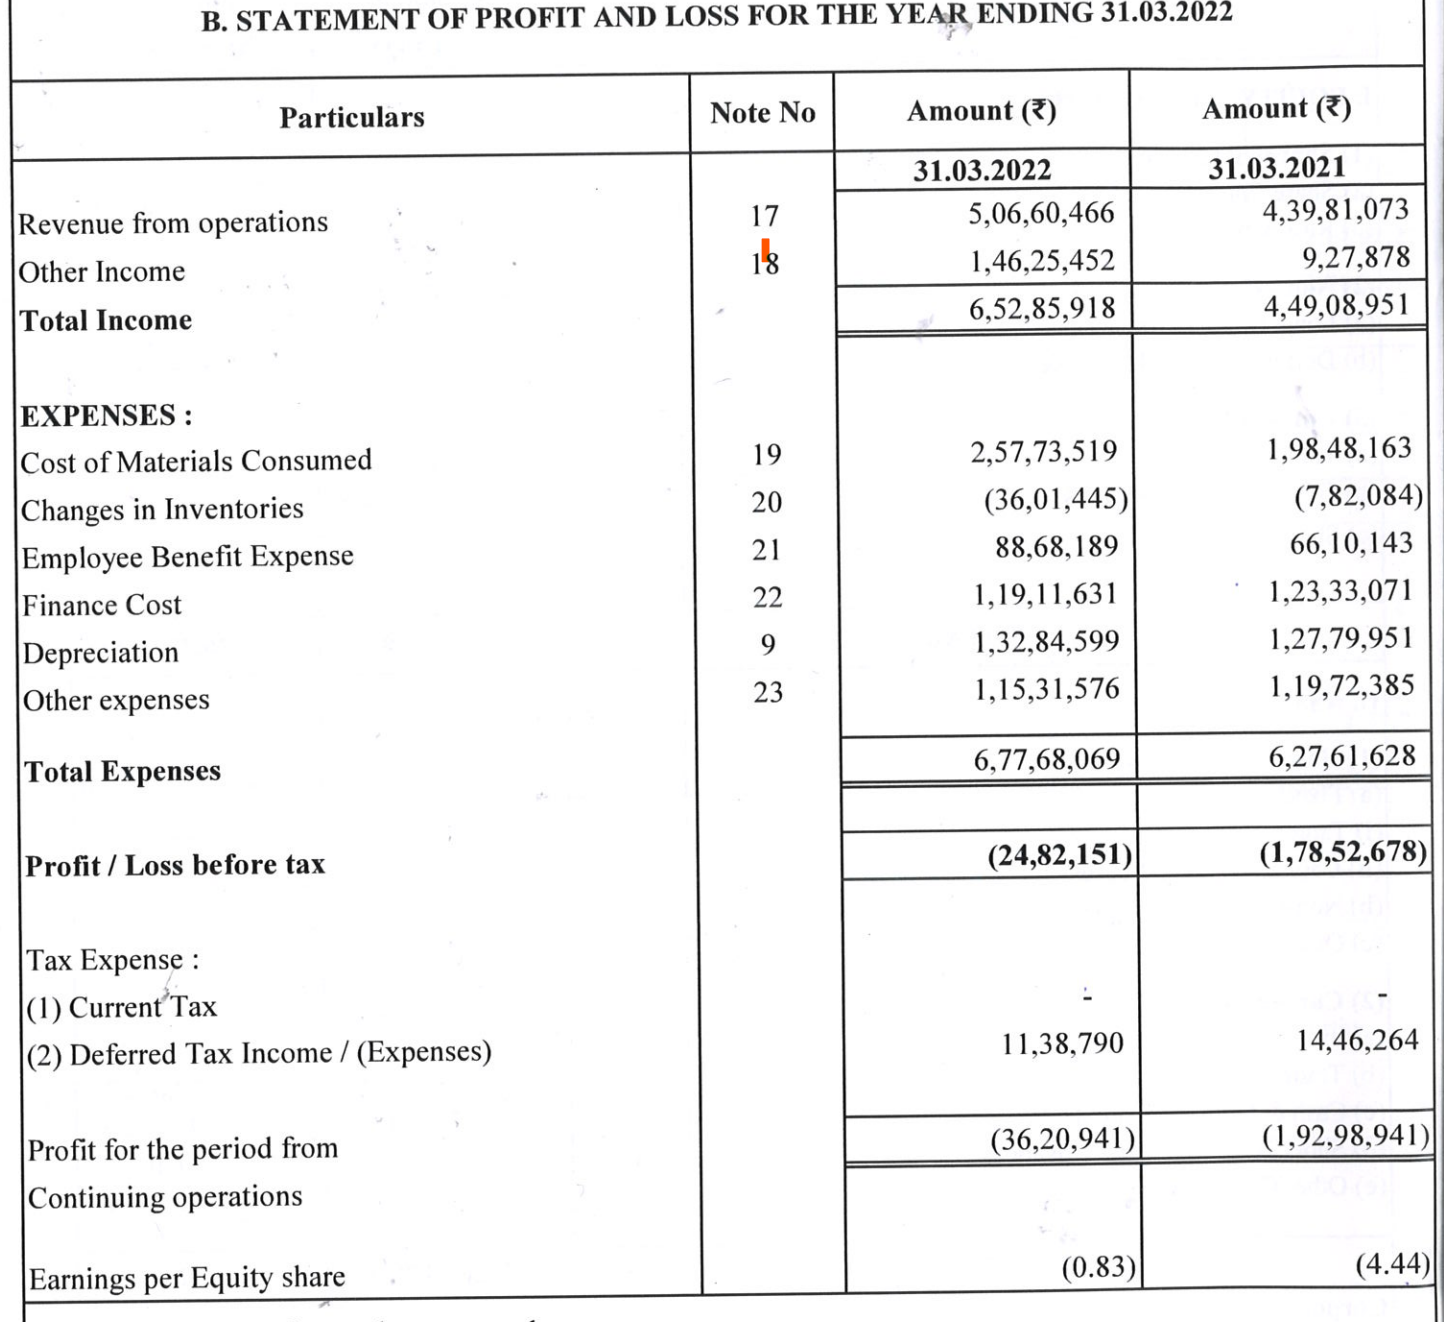 B. STATEMENT OF PROFIT AND LOSS FOR THE YEAR ENDING 31.03.2022
Particulars Note No Amount (₹) Amount (₹)
31.03.2022 31.03.2021
Revenue from operations 17 5,06,60,466 4,39,81,073
Other Income 18 1,46,25,452 9,27,878
Total Income 6,52,85,918 4,49,08,951
EXPENSES :
Cost of Materials Consumed 19 2,57,73,519 1,98,48,163
Changes in Inventories 20 (36,01,445) (7,82,084)
Employee Benefit Expense 21 88,68,189 66,10,143
Finance Cost 22 1,19,11,631 1,23,33,071
Depreciation 9 1,32,84,599 1,27,79,951
Other expenses 23 1,15,31,576 1,19,72,385
Total Expenses 6,77,68,069 6,27,61,628
Profit / Loss before tax (24,82,151) (1,78,52,678)
Tax Expense :
(1) Current Tax - -
(2) Deferred Tax Income / (Expenses) 11,38,790 14,46,264
Profit for the period from (36,20,941) (1,92,98,941)
Continuing operations
Earnings per Equity share (0.83) (4.44)